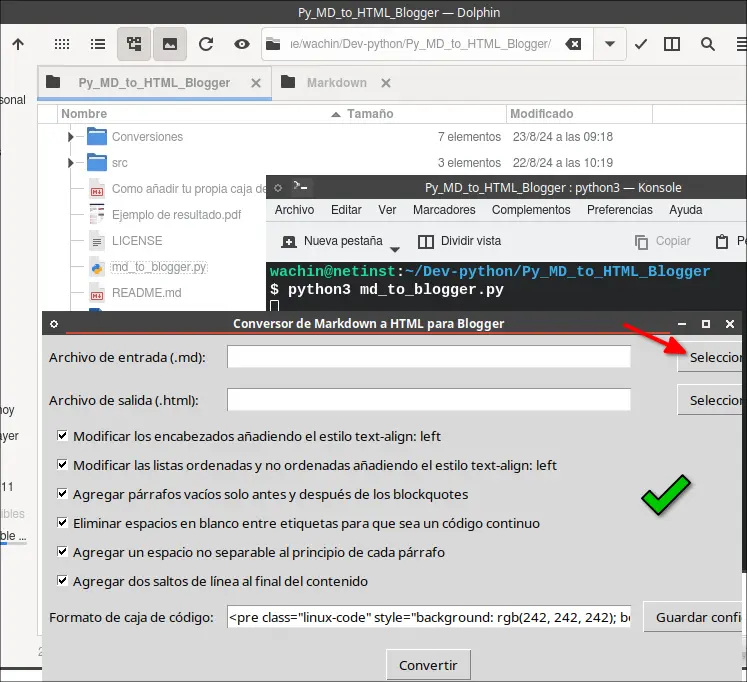 Py_MD_to_HTML_Blogger — Dolphin
ıe/wachin/Dev-python/Py_MD_to_HTML_Blogger/
Py_MD_to_HTML_Blogger
Markdown
sonal
Nombre Tamaño Modificado
Conversiones 7 elementos 23/8/24 a las 09:18
src 3 elementos 22/8/24 a las 10:19
Como añadir tu propia caja de
Ejemplo de resultado.pdf
LICENSE
md_to_blogger.py
README.md
Py_MD_to_HTML_Blogger : python3 — Konsole
Archivo Editar Ver Marcadores Complementos Preferencias Ayuda
Nueva pestaña Dividir vista Copiar P
wachin@netinst:~/Dev-python/Py_MD_to_HTML_Blogger
$ python3 md_to_blogger.py
Conversor de Markdown a HTML para Blogger
Archivo de entrada (.md): Seleccion
Archivo de salida (.html): Seleccion
noy
ayer
11
ibles
ble ...
Modificar los encabezados añadiendo el estilo text-align: left
Modificar las listas ordenadas y no ordenadas añadiendo el estilo text-align: left
Agregar párrafos vacíos solo antes y después de los blockquotes
Eliminar espacios en blanco entre etiquetas para que sea un código continuo
Agregar un espacio no separable al principio de cada párrafo
Agregar dos saltos de línea al final del contenido
Formato de caja de código: <pre class="linux-code" style="background: rgb(242, 242, 242); bo Guardar confi
Convertir